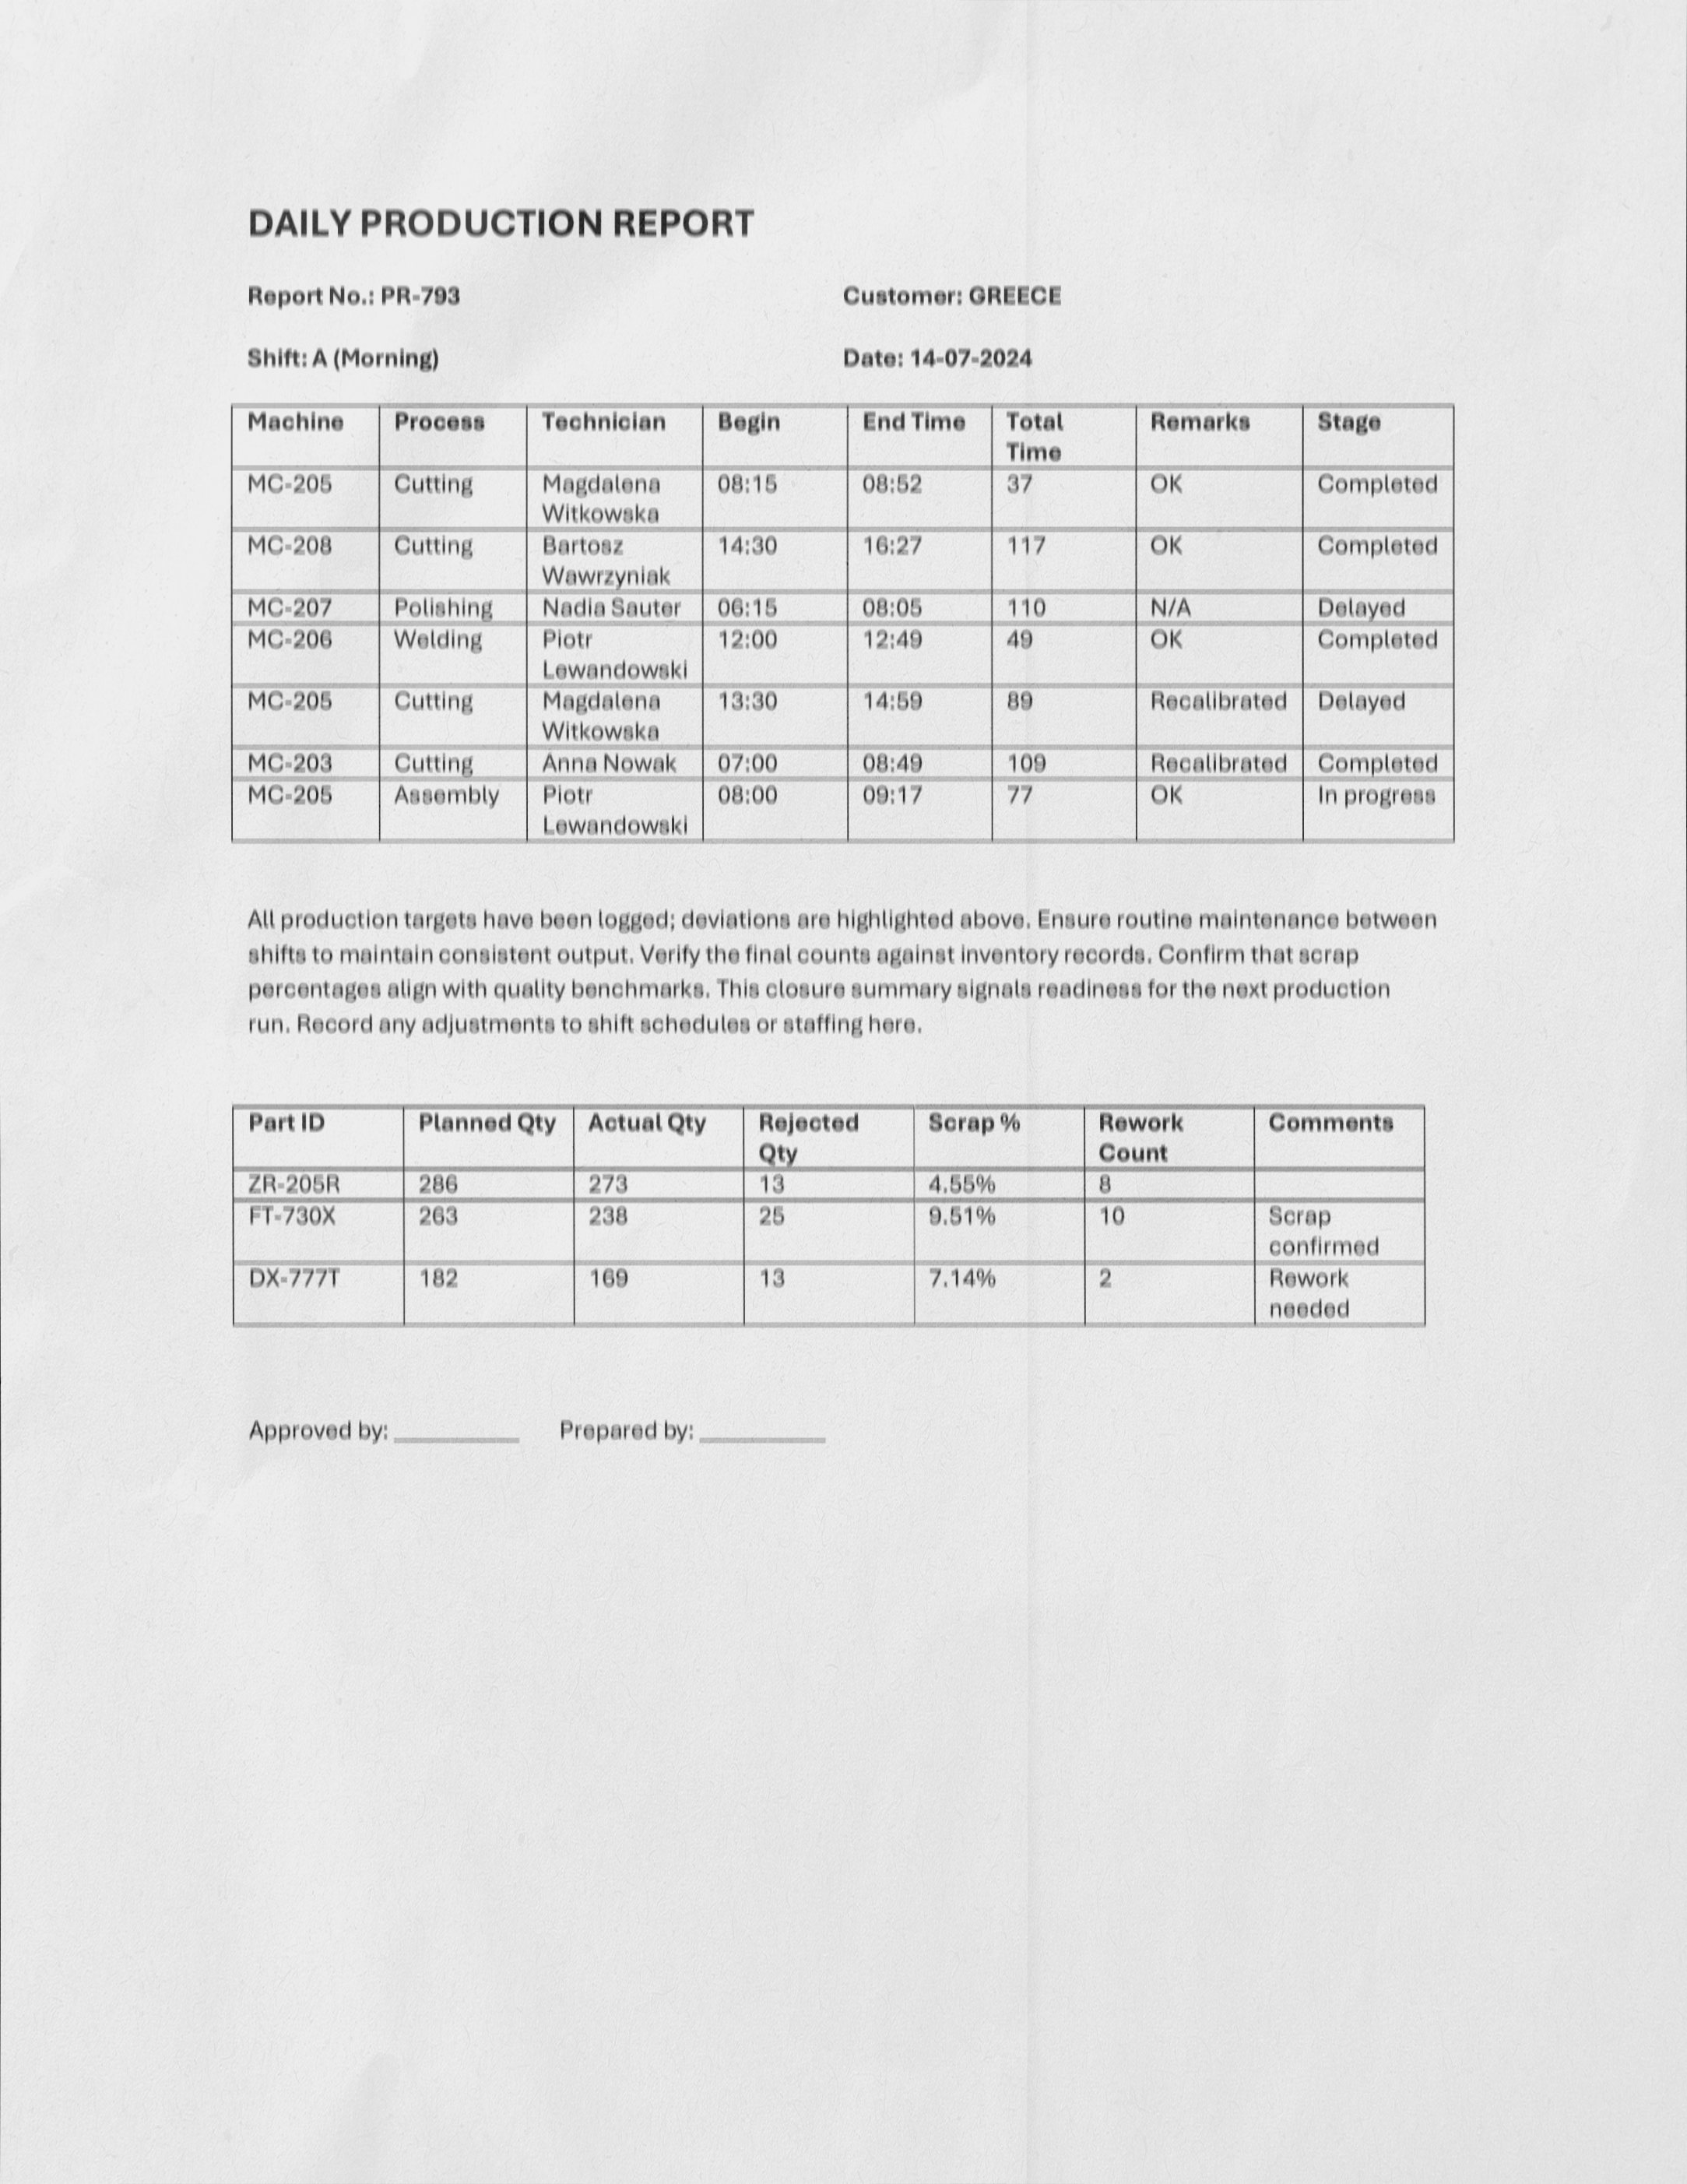 DAILY PRODUCTION REPORT
Report No.: PR-793 Customer: GREECE
Shift: A (Morning) Date: 14-07-2024
Machine Process Technician Begin End Time Total Time Remarks Stage
MC-205 Cutting Magdalena Witkowska 08:15 08:52 37 OK Completed
MC-208 Cutting Bartosz Wawrzyniak 14:30 16:27 117 OK Completed
MC-207 Polishing Nadia Sauter 06:15 08:05 110 N/A Delayed
MC-206 Welding Piotr Lewandowski 12:00 12:49 49 OK Completed
MC-205 Cutting Magdalena Witkowska 13:30 14:59 89 Recalibrated Delayed
MC-203 Cutting Anna Nowak 07:00 08:49 109 Recalibrated Completed
MC-205 Assembly Piotr Lewandowski 08:00 09:17 77 OK In progress
All production targets have been logged; deviations are highlighted above. Ensure routine maintenance between
shifts to maintain consistent output. Verify the final counts against inventory records. Confirm that scrap
percentages align with quality benchmarks. This closure summary signals readiness for the next production
run. Record any adjustments to shift schedules or staffing here.
Part ID Planned Qty Actual Qty Rejected Qty Scrap % Rework Count Comments
ZR-205R 286 273 13 4.55% 8
FT-730X 263 238 25 9.51% 10 Scrap confirmed
DX-777T 182 169 13 7.14% 2 Rework needed
Approved by: __________ Prepared by: __________